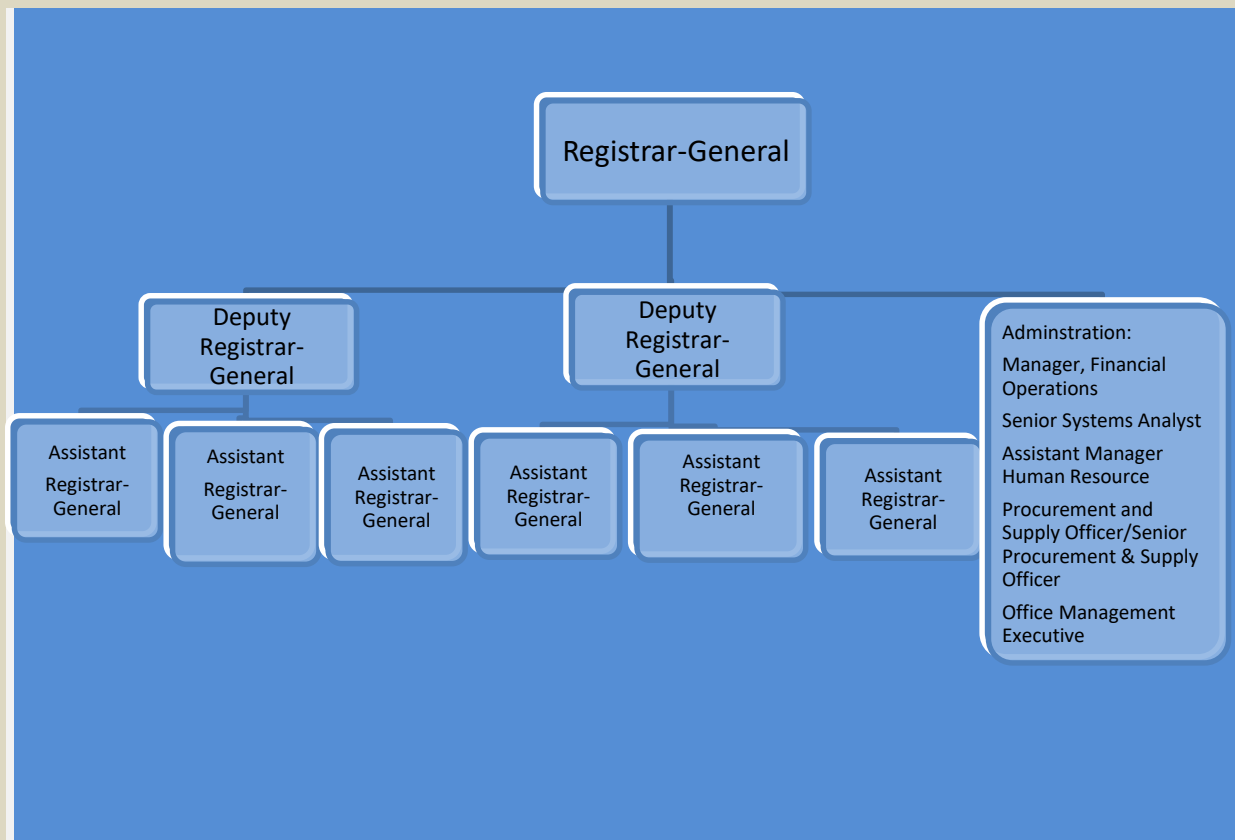 Registrar-General
Deputy
Registrar-
General
Deputy
Registrar-
General
Assistant
Registrar-
General
Assistant
Registrar-
General
Assistant
Registrar-
General
Assistant
Registrar-
General
Assistant
Registrar-
General
Assistant
Registrar-
General
Adminstration:
Manager, Financial
Operations
Senior Systems Analyst
Assistant Manager
Human Resource
Procurement and
Supply Officer/Senior
Procurement & Supply
Officer
Office Management
Executive